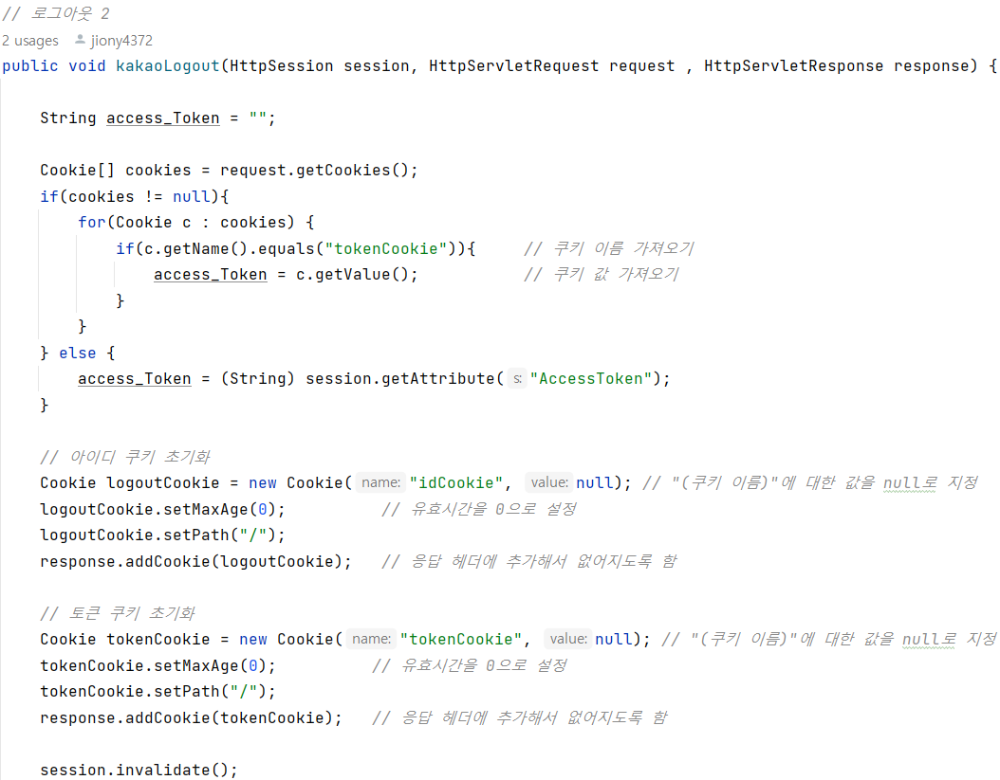 // 로그아웃 2
2 usages jiony4372
public void kakaoLogout(HttpSession session, HttpServletRequest request , HttpServletResponse response) {
String access_Token = "";
Cookie[] cookies = request.getCookies();
if(cookies != null){
for(Cookie c : cookies) {
if(c.getName().equals("tokenCookie")){ // 쿠키 이름 가져오기
access_Token = c.getValue(); // 쿠키 값 가져오기
}
}
} else {
access_Token = (String) session.getAttribute( s: "AccessToken");
}
// 아이디 쿠키 초기화
Cookie logoutCookie = new Cookie( name: "idCookie", value: null); // "(쿠키 이름)"에 대한 값을 null로 지정
logoutCookie.setMaxAge(0); // 유효시간을 0으로 설정
logoutCookie.setPath("/");
response.addCookie(logoutCookie); // 응답 헤더에 추가해서 없어지도록 함
// 토큰 쿠키 초기화
Cookie tokenCookie = new Cookie( name: "tokenCookie", value: null); // "(쿠키 이름)"에 대한 값을 null로 지정
tokenCookie.setMaxAge(0); // 유효시간을 0으로 설정
tokenCookie.setPath("/");
response.addCookie(tokenCookie); // 응답 헤더에 추가해서 없어지도록 함
session.invalidate();